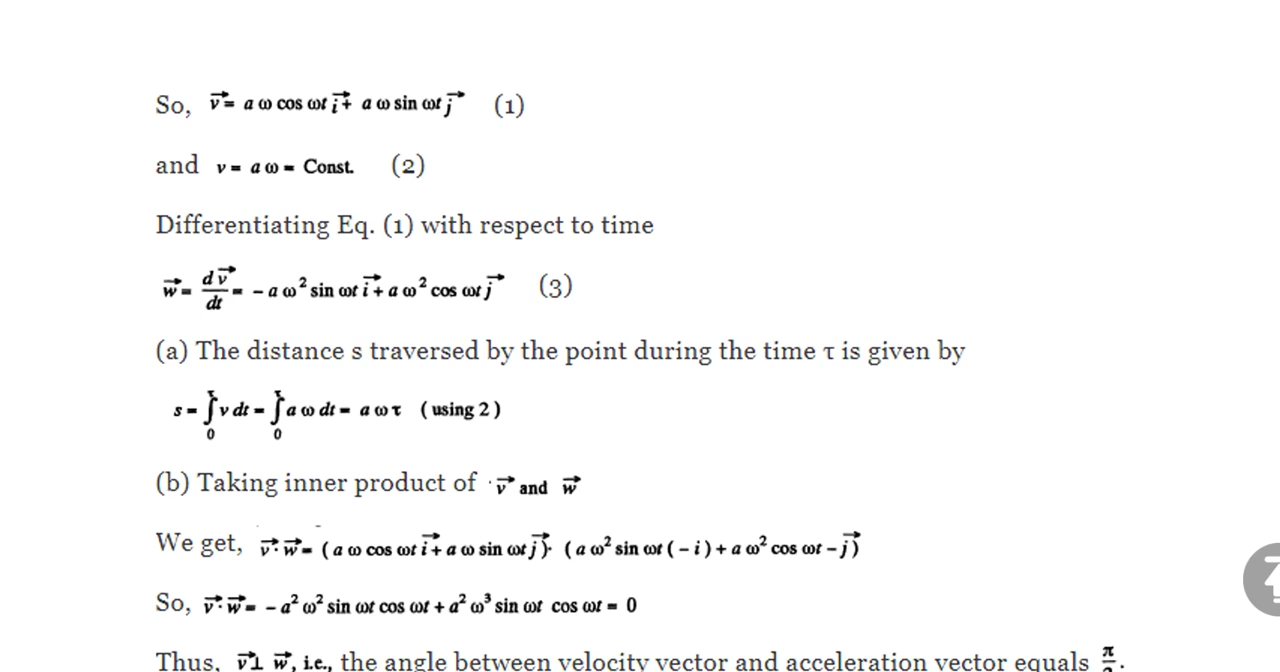 So, v⃗ = a ω cos ωt i⃗ + a ω sin ωt j⃗ (1)
and v = a ω = Const. (2)
Differentiating Eq. (1) with respect to time
w⃗ = dv⃗/dt = − a ω² sin ωt i⃗ + a ω² cos ωt j⃗ (3)
(a) The distance s traversed by the point during the time τ is given by
s = ∫₀^τ v dt = ∫₀^τ a ω dt = a ω τ ( using 2 )
(b) Taking inner product of v⃗ and w⃗
We get, v⃗ · w⃗ = ( a ω cos ωt i⃗ + a ω sin ωt j⃗ ) · ( a ω² sin ωt ( − i ) + a ω² cos ωt − j⃗ )
So, v⃗ · w⃗ = − a² ω² sin ωt cos ωt + a² ω³ sin ωt cos ωt = 0
Thus, v⃗ ⊥ w⃗, i.e., the angle between velocity vector and acceleration vector equals π/2.